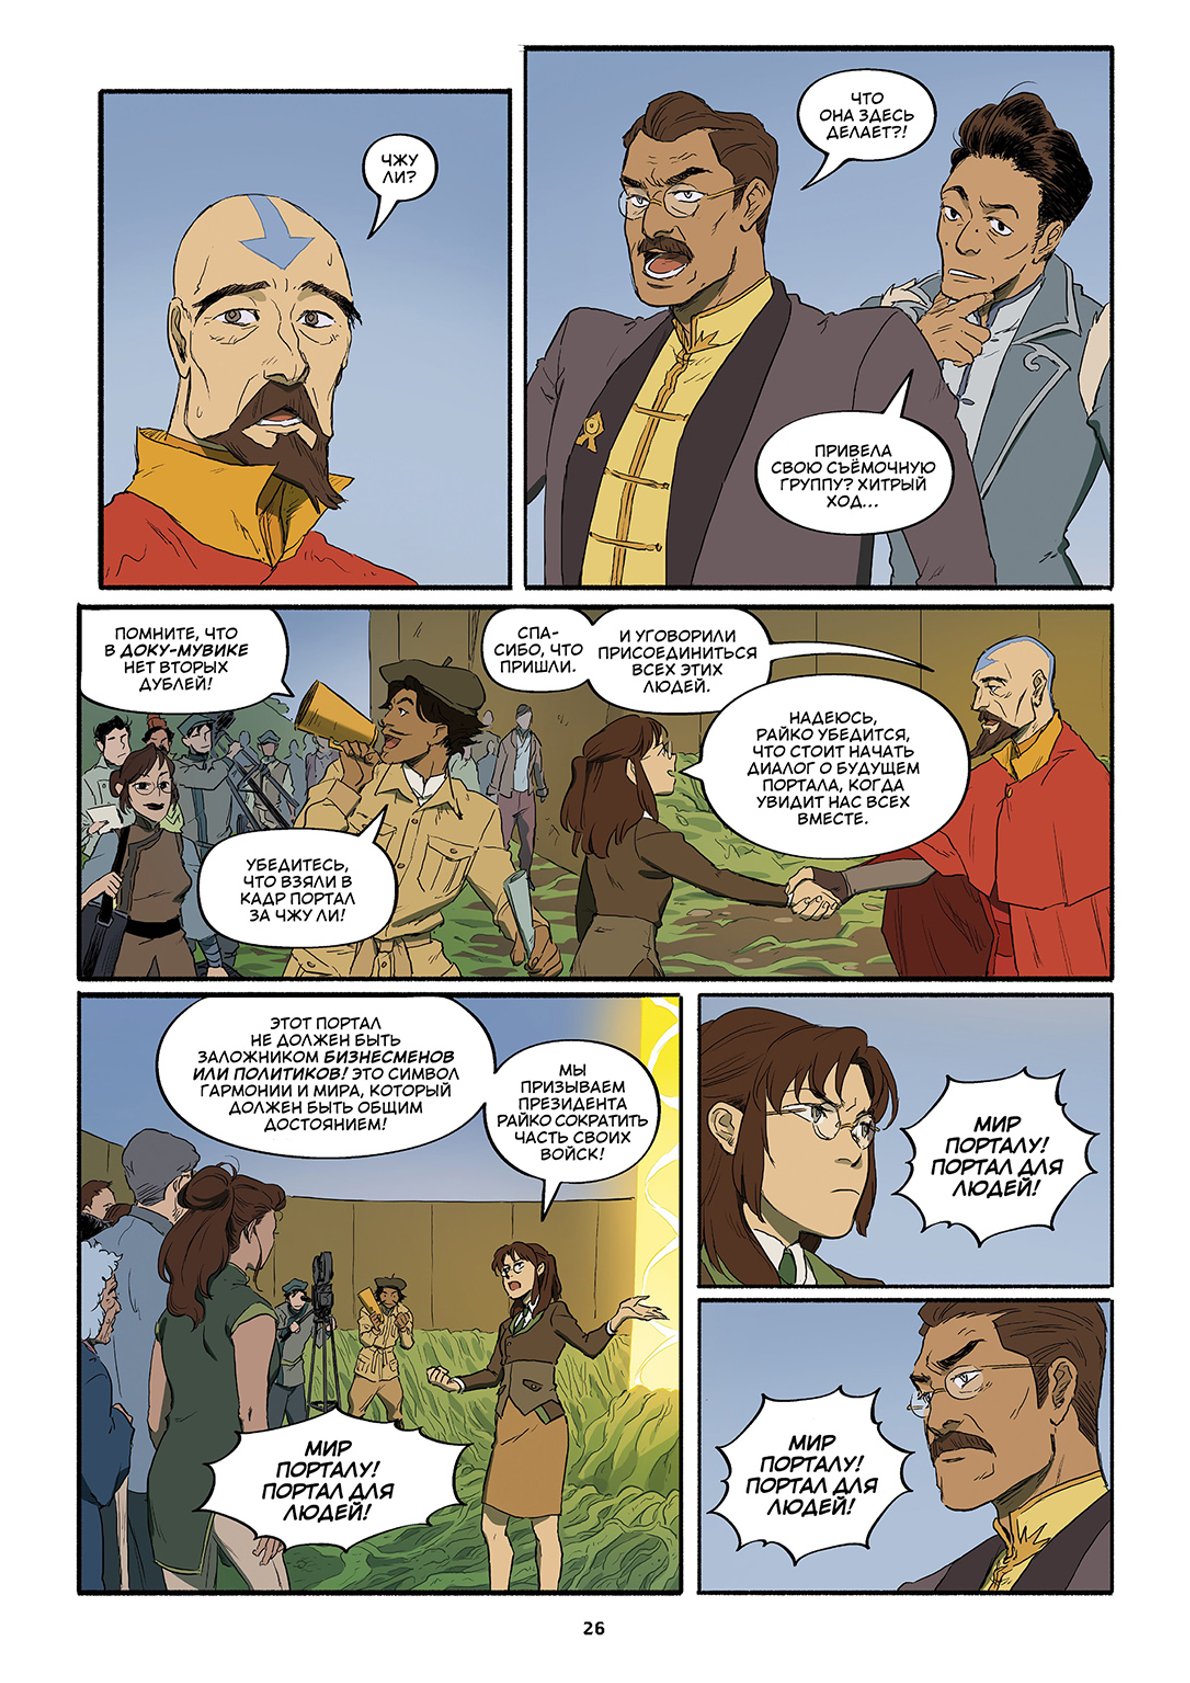 ЧЖУ
ЛИ?
ЧТО
ОНА ЗДЕСЬ
ДЕЛАЕТ?!
ПРИВЕЛА
СВОЮ СЪЁМОЧНУЮ
ГРУППУ? ХИТРЫЙ
ХОД...
ПОМНИТЕ, ЧТО
В ДОКУ-МУВИКЕ
НЕТ ВТОРЫХ
ДУБЛЕЙ!
УБЕДИТЕСЬ,
ЧТО ВЗЯЛИ В
КАДР ПОРТАЛ
ЗА ЧЖУ ЛИ!
СПА-
СИБО, ЧТО
ПРИШЛИ.
И УГОВОРИЛИ
ПРИСОЕДИНИТЬСЯ
ВСЕХ ЭТИХ
ЛЮДЕЙ.
НАДЕЮСЬ,
РАЙКО УБЕДИТСЯ,
ЧТО СТОИТ НАЧАТЬ
ДИАЛОГ О БУДУЩЕМ
ПОРТАЛА, КОГДА
УВИДИТ НАС ВСЕХ
ВМЕСТЕ.
ЭТОТ ПОРТАЛ
НЕ ДОЛЖЕН БЫТЬ
ЗАЛОЖНИКОМ БИЗНЕСМЕНОВ
ИЛИ ПОЛИТИКОВ! ЭТО СИМВОЛ
ГАРМОНИИ И МИРА, КОТОРЫЙ
ДОЛЖЕН БЫТЬ ОБЩИМ
ДОСТОЯНИЕМ!
МЫ
ПРИЗЫВАЕМ
ПРЕЗИДЕНТА
РАЙКО СОКРАТИТЬ
ЧАСТЬ СВОИХ
ВОЙСК!
МИР
ПОРТАЛУ!
ПОРТАЛ ДЛЯ
ЛЮДЕЙ!
МИР
ПОРТАЛУ!
ПОРТАЛ ДЛЯ
ЛЮДЕЙ!
МИР
ПОРТАЛУ!
ПОРТАЛ ДЛЯ
ЛЮДЕЙ!
26